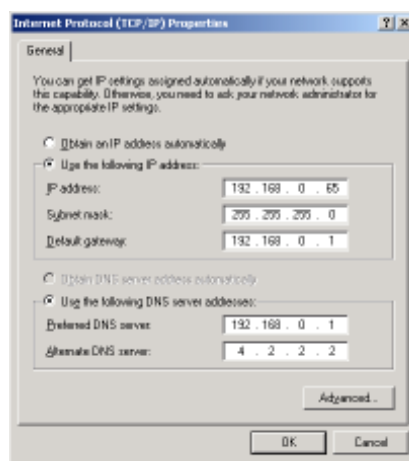 Internet Protocol (TCP/IP) Properties
General
You can get IP settings assigned automatically if your network supports
this capability. Otherwise, you need to ask your network administrator for
the appropriate IP settings.
Obtain an IP address automatically
Use the following IP address:
IP address: 192 . 168 . 0 . 65
Subnet mask: 255 . 255 . 255 . 0
Default gateway: 192 . 168 . 0 . 1
Obtain DNS server address automatically
Use the following DNS server addresses:
Preferred DNS server: 192 . 168 . 0 . 1
Alternate DNS server: 4 . 2 . 2 . 2
Advanced...
OK Cancel